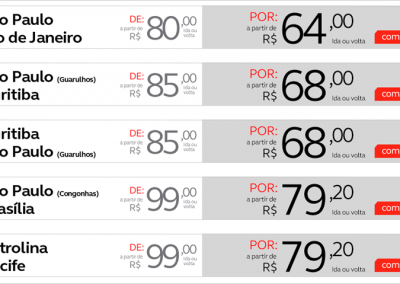 o Paulo DE: a partir de R$ 80,00 Ida ou volta POR: a partir de R$ 64,00 Ida ou volta com
o de Janeiro
o Paulo (Guarulhos) DE: a partir de R$ 85,00 Ida ou volta POR: a partir de R$ 68,00 Ida ou volta com
ritiba
ritiba DE: a partir de R$ 85,00 Ida ou volta POR: a partir de R$ 68,00 Ida ou volta com
o Paulo (Guarulhos)
o Paulo (Congonhas) DE: a partir de R$ 99,00 Ida ou volta POR: a partir de R$ 79,20 Ida ou volta com
asília
trolina DE: a partir de R$ 99,00 Ida ou volta POR: a partir de R$ 79,20 Ida ou volta com
cife